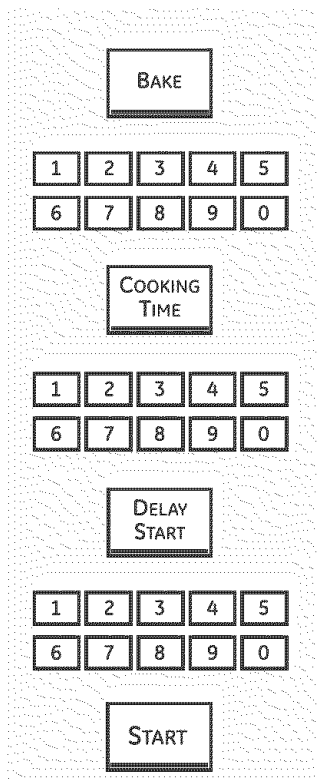 BAKE
1 2 3 4 5
6 7 8 9 0
COOKING
TIME
1 2 3 4 5
6 7 8 9 0
DELAY
START
1 2 3 4 5
6 7 8 9 0
START